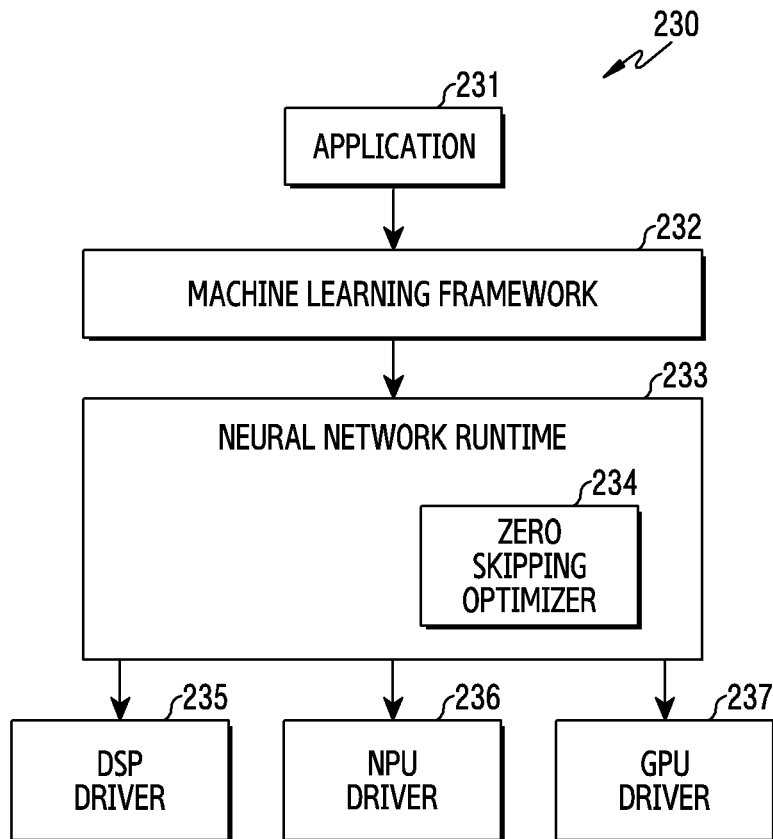 230
231
APPLICATION
232
MACHINE LEARNING FRAMEWORK
233
NEURAL NETWORK RUNTIME
234
ZERO
SKIPPING
OPTIMIZER
235
DSP
DRIVER
236
NPU
DRIVER
237
GPU
DRIVER